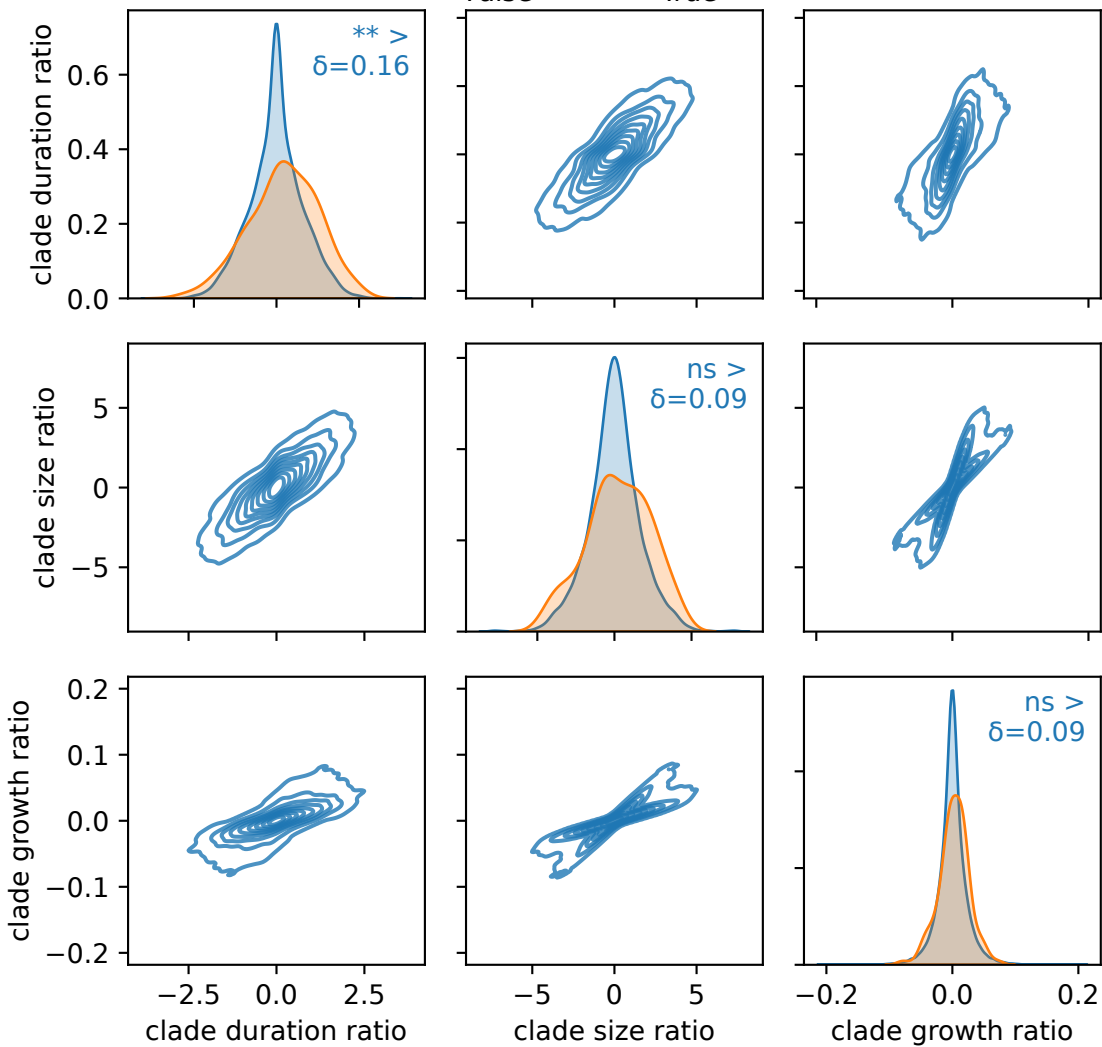 ** >
δ=0.16
clade duration ratio
0.6
0.4
0.2
0.0
ns >
δ=0.09
clade size ratio
5
0
−5
ns >
δ=0.09
clade growth ratio
0.2
0.1
0.0
−0.1
−0.2
−2.5 0.0 2.5
−5 0 5
−0.2 0.0 0.2
clade duration ratio
clade size ratio
clade growth ratio